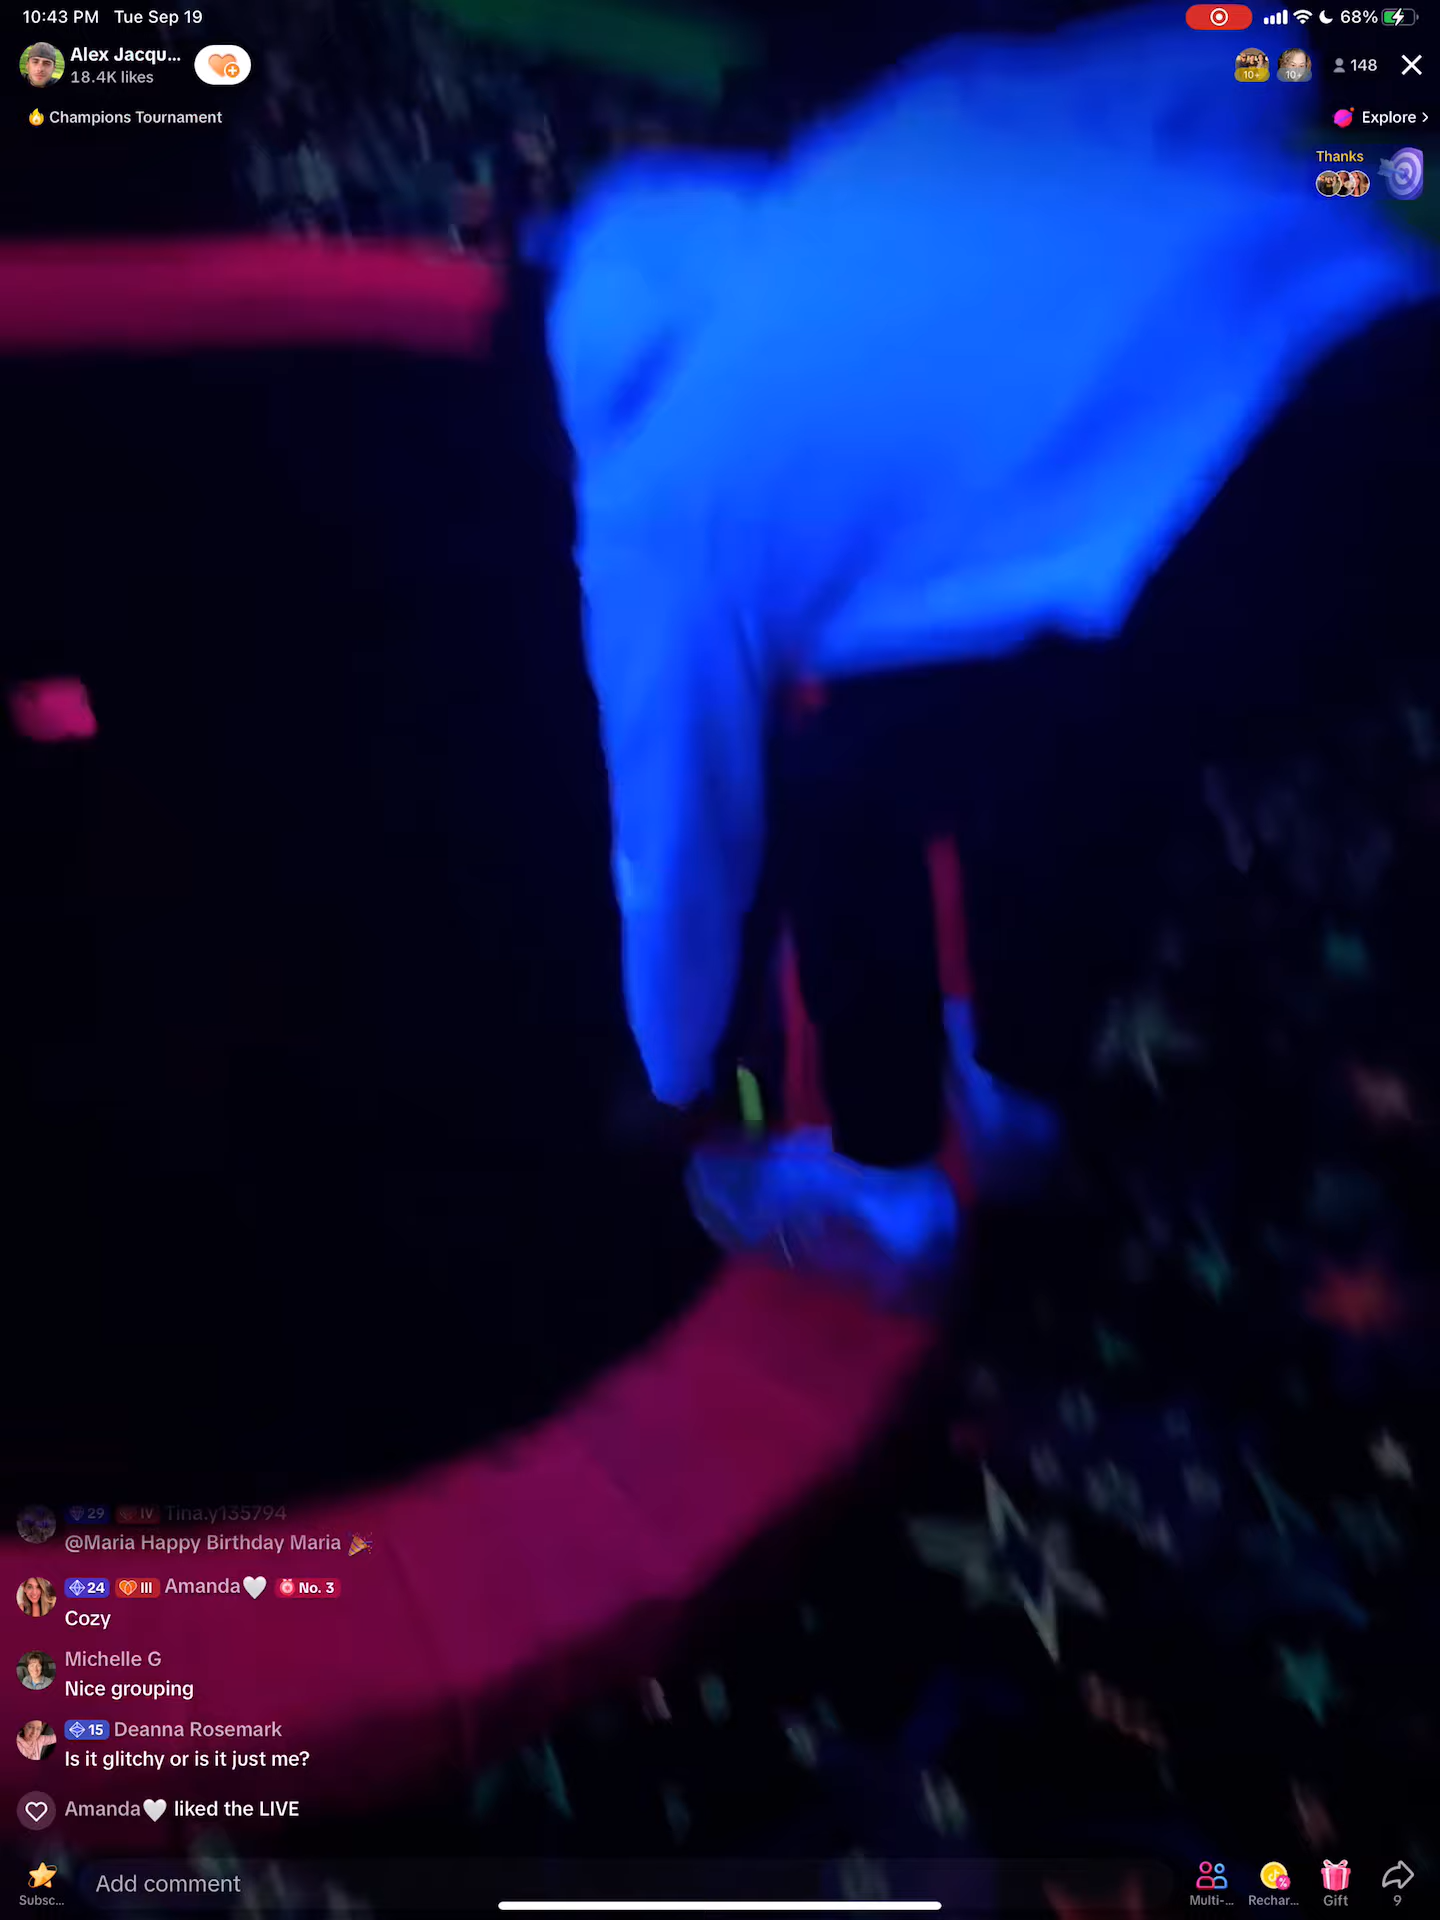 10:43 PM Tue Sep 19
68%
Alex Jacqu...
18.4K likes
10+
10+
148
Champions Tournament
Explore >
Thanks
29 IV Tina.y135794
@Maria Happy Birthday Maria
24 III Amanda No. 3
Cozy
Michelle G
Nice grouping
15 Deanna Rosemark
Is it glitchy or is it just me?
Amanda liked the LIVE
Subsc...
Add comment
Multi-...
Rechar...
Gift
9